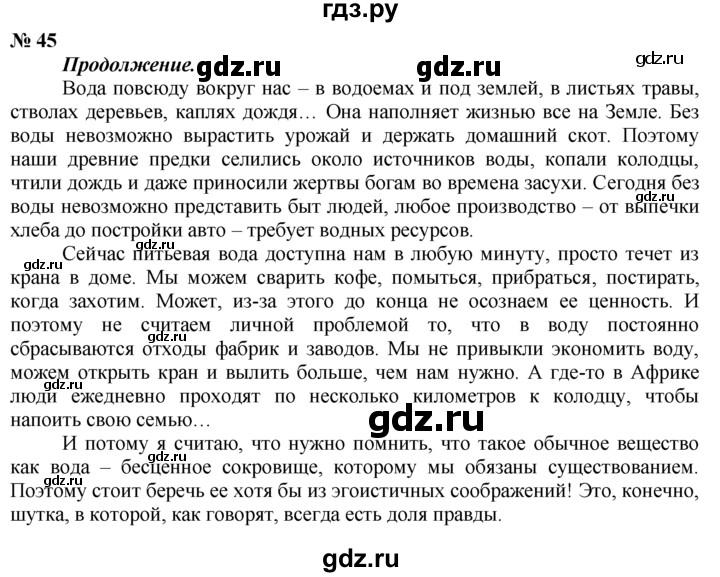 гдз.ру
№ 45
Продолжение.
gdz.ru
gdz.ru
gdz.ru
Вода повсюду вокруг нас – в водоемах и под землей, в листьях травы,
стволах деревьев, каплях дождя… Она наполняет жизнью все на Земле. Без
воды невозможно вырастить урожай и держать домашний скот. Поэтому
наши древние предки селились около источников воды, копали колодцы,
чтили дождь и даже приносили жертвы богам во времена засухи. Сегодня без
gdz.ru
gdz.ru
воды невозможно представить быт людей, любое производство – от выпечки
хлеба до постройки авто – требует водных ресурсов.
gdz.ru
Сейчас питьевая вода доступна нам в любую минуту, просто течет из
gdz.ru
gdz.ru
крана в доме. Мы можем сварить кофе, помыться, прибраться, постирать,
когда захотим. Может, из-за этого до конца не осознаем ее ценность. И
поэтому не считаем личной проблемой то, что в воду постоянно
gdz.ru
сбрасываются отходы фабрик и заводов. Мы не привыкли экономить воду,
можем открыть кран и вылить больше, чем нам нужно. А где-то в Африке
gdz.ru
gdz.ru
люди ежедневно проходят по несколько километров к колодцу, чтобы
напоить свою семью…
gdz.ru
И потому я считаю, что нужно помнить, что такое обычное вещество
gdz.ru
gdz.ru
как вода – бесценное сокровище, которому мы обязаны существованием.
Поэтому стоит беречь ее хотя бы из эгоистичных соображений! Это, конечно,
шутка, в которой, как говорят, всегда есть доля правды.
gdz.ru